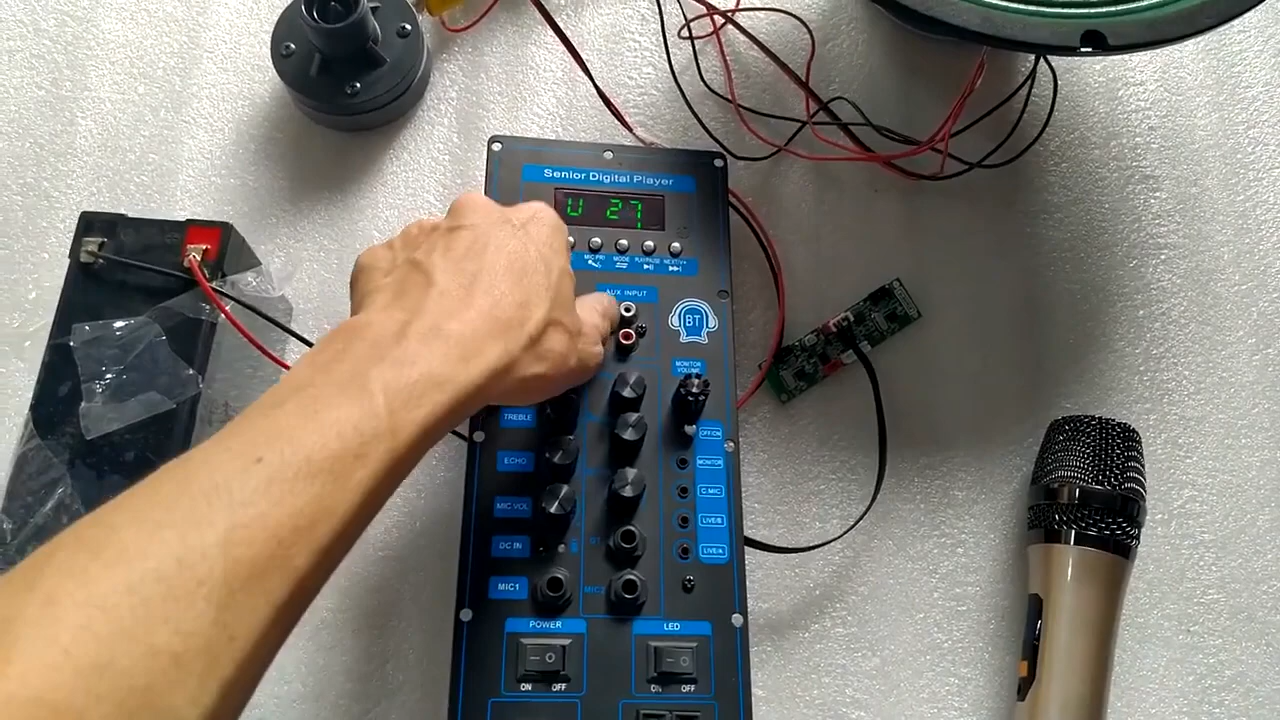 Senior Digital Player
U 27
MIC PRI MODE PLAY/PAUSE NEXT/V+
AUX INPUT
BT
MONITOR
VOLUME
TREBLE
OFF/ON
ECHO
MONITOR
C.MIC
MIC VOL
LIVE/B
DC IN
LIVE/A
MIC1
POWER
LED
ON OFF
ON OFF